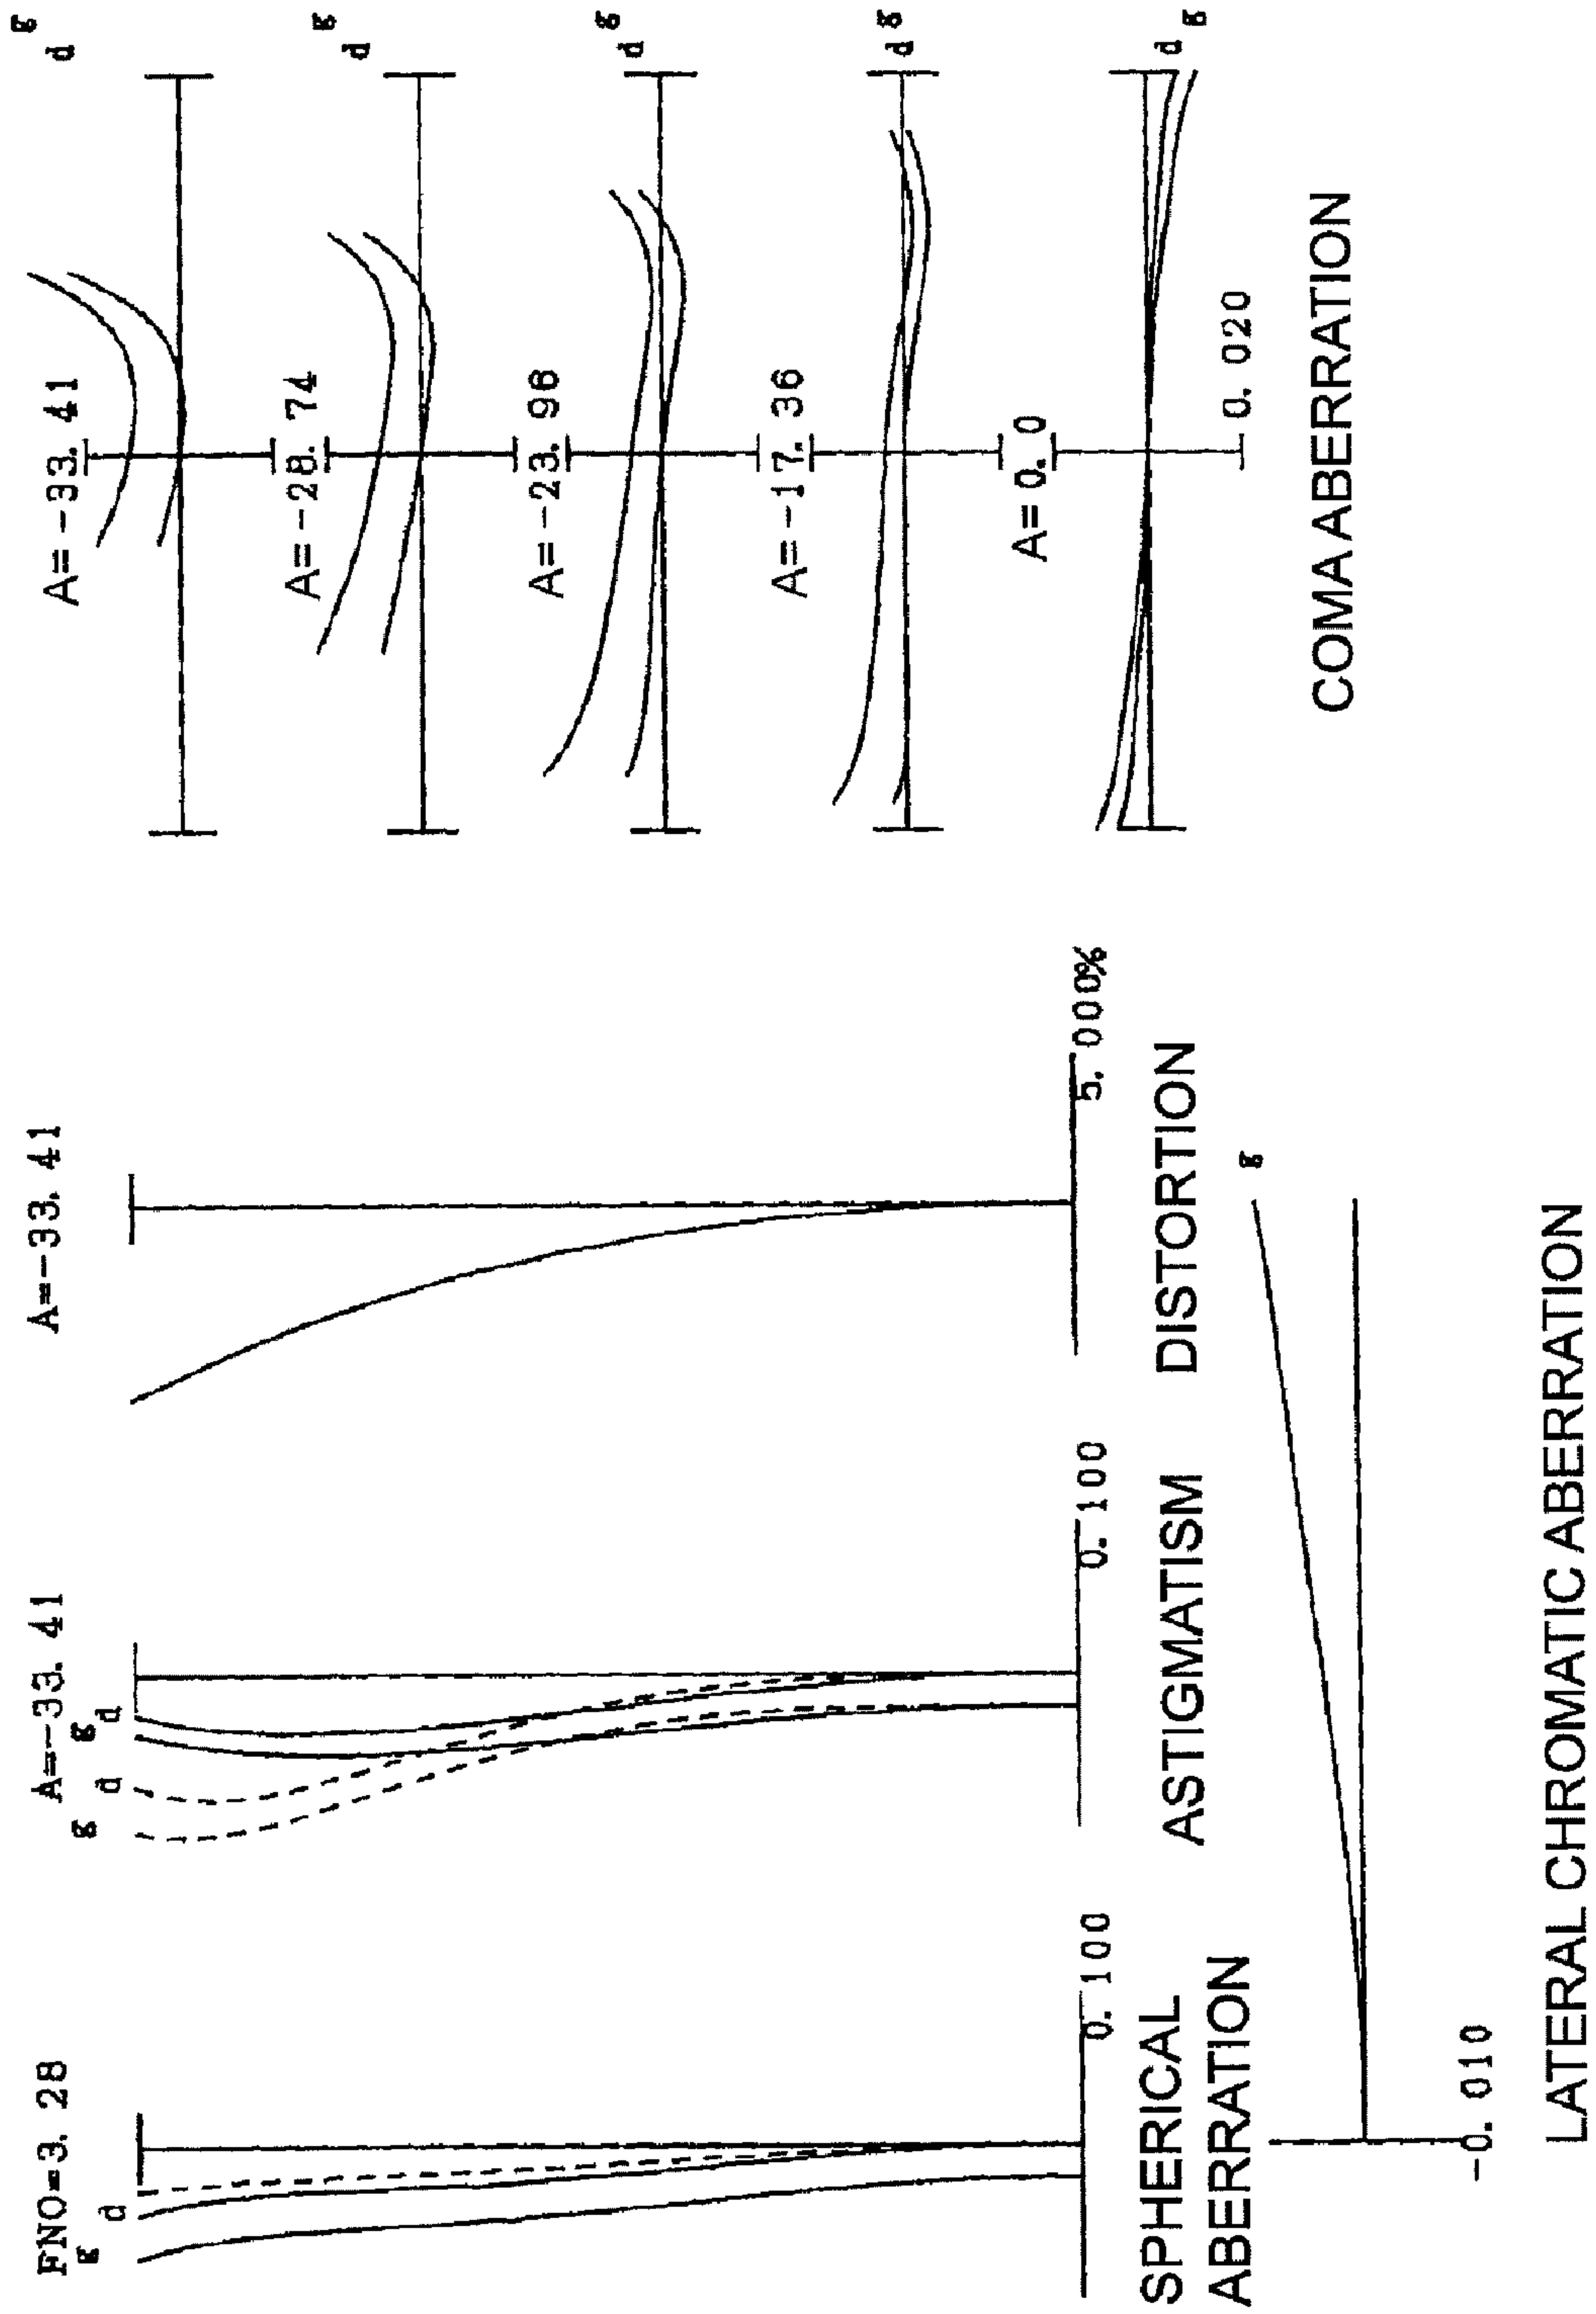 FNO=3. 28
g
d
0. 100
SPHERICAL
ABERRATION
A=-33. 41
g
d
g
d
0. 100
ASTIGMATISM
A=-33. 41
5. 000%
DISTORTION
g
-0. 010
LATERAL CHROMATIC ABERRATION
A= -33. 41
g
d
A= -28. 74
g
d
A= -23. 98
g
d
A= -17. 36
g
d
A= 0. 0
d
g
0. 020
COMA ABERRATION